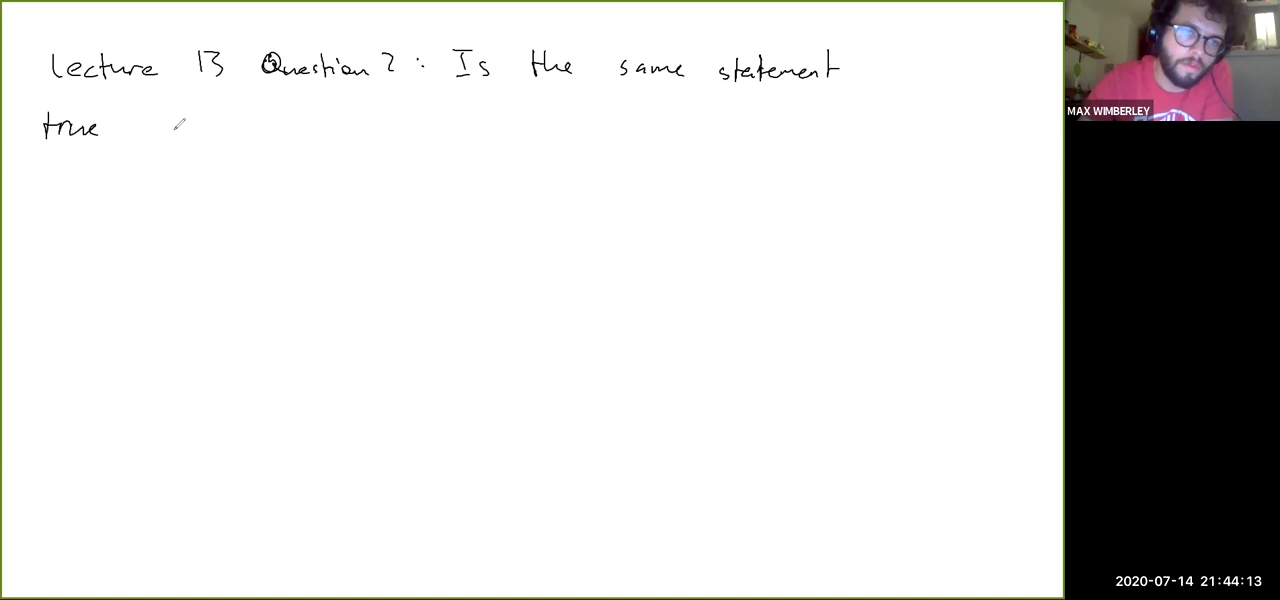 Lecture 13 Question 2 : Is the same statement
true
MAX WIMBERLEY
2020-07-14 21:44:13